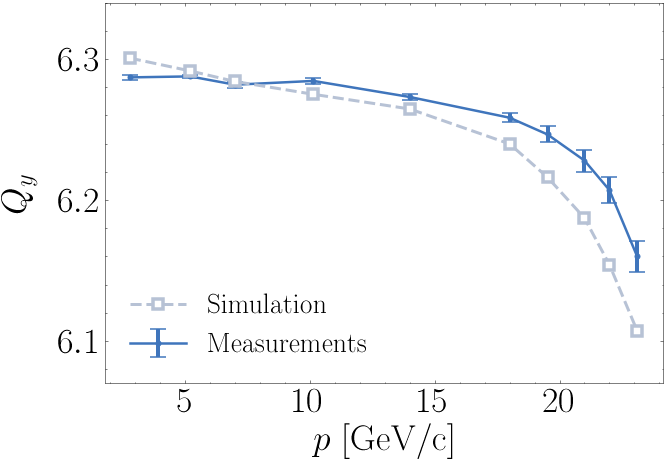 6.3
6.2
6.1
Q_y
Simulation
Measurements
5 10 15 20
p [GeV/c]